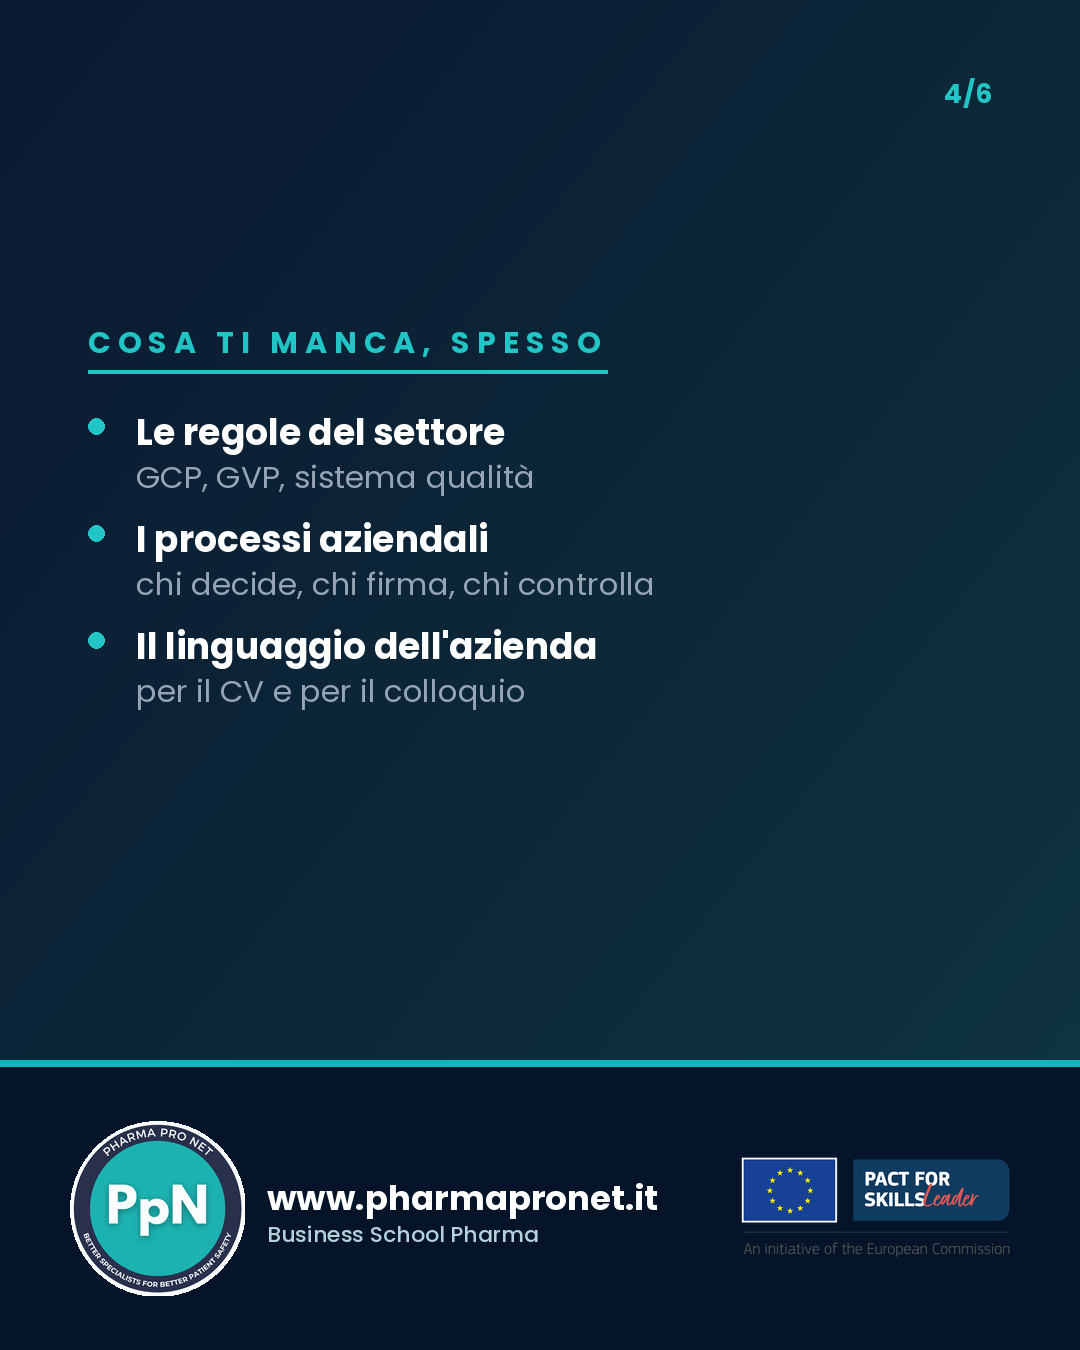 4/6
COSA TI MANCA, SPESSO
Le regole del settore
GCP, GVP, sistema qualità
I processi aziendali
chi decide, chi firma, chi controlla
Il linguaggio dell'azienda
per il CV e per il colloquio
PHARMA PRO NET
PpN
BETTER SPECIALISTS FOR BETTER PATIENT SAFETY
www.pharmapronet.it
Business School Pharma
PACT FOR
SKILLS Leader
An initiative of the European Commission